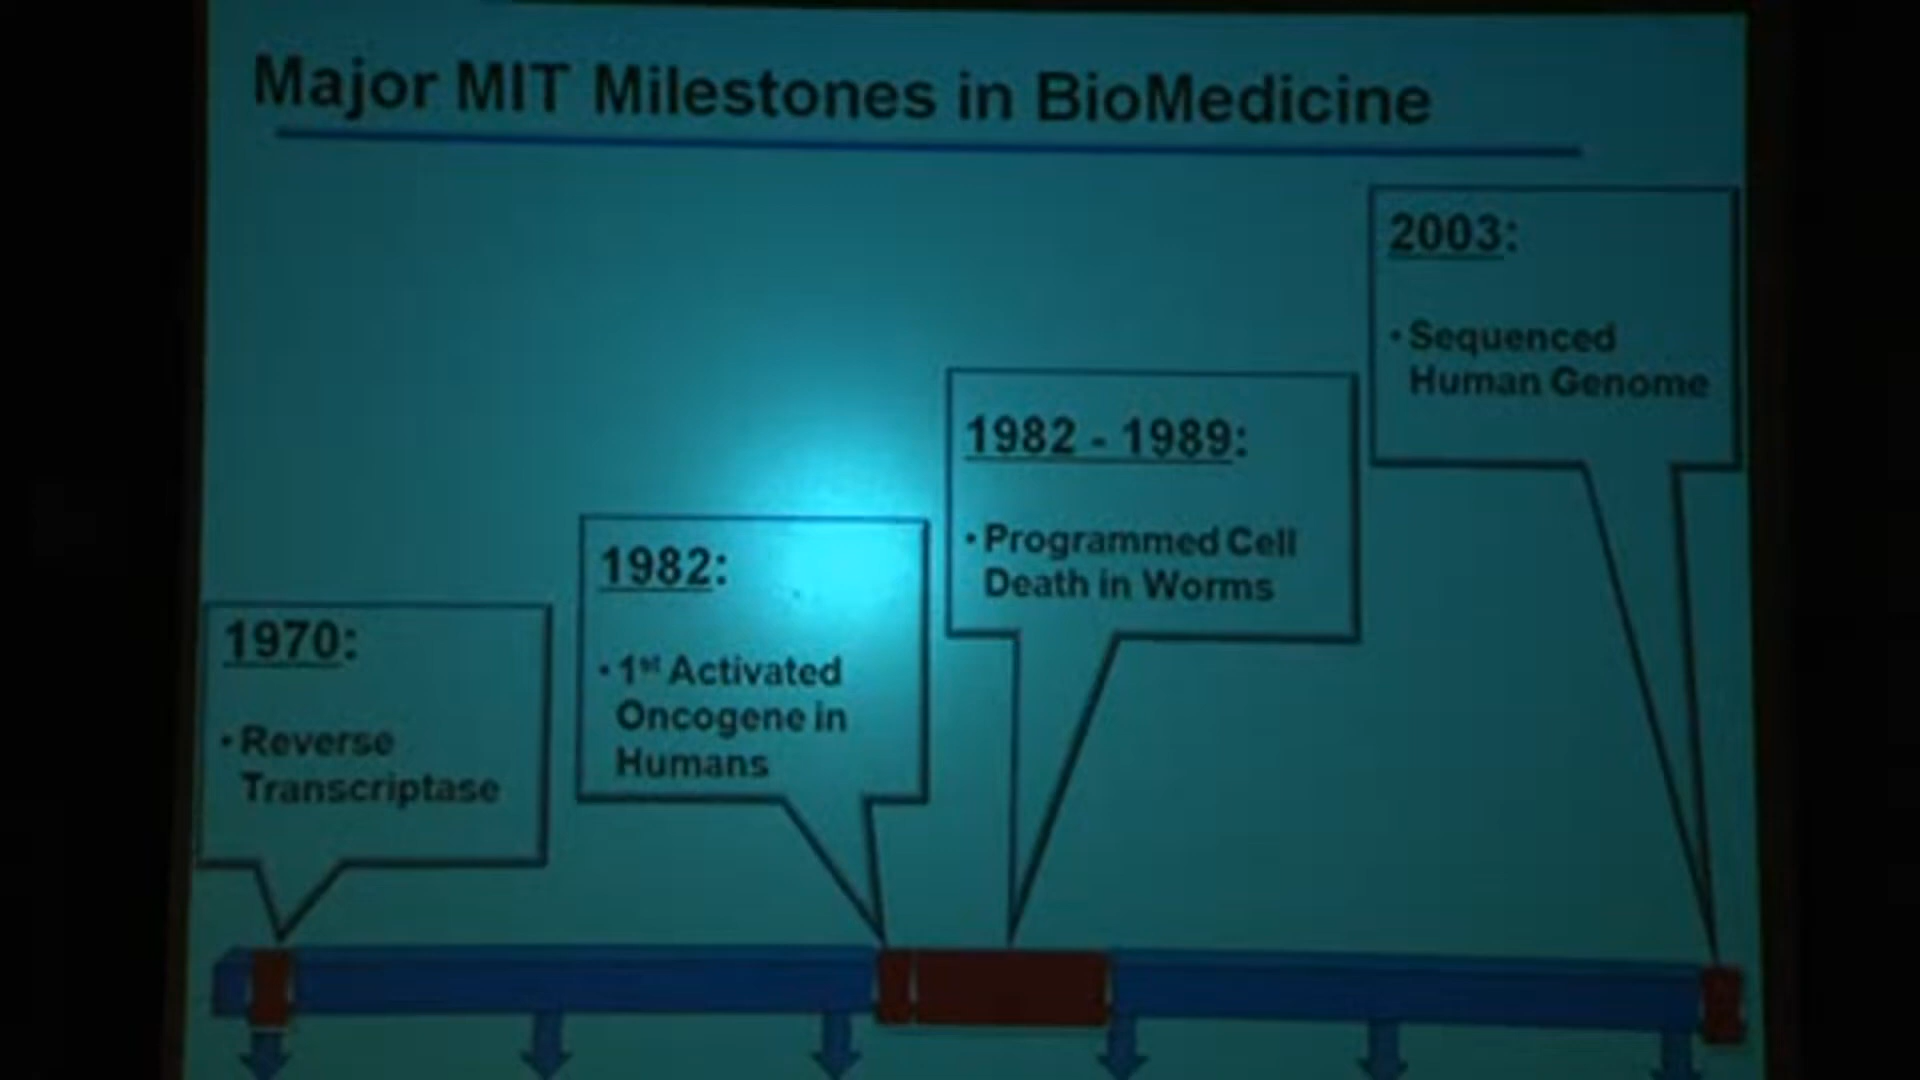 Major MIT Milestones in BioMedicine
1970:
• Reverse
Transcriptase
1982:
• 1st Activated
Oncogene in
Humans
1982 - 1989:
• Programmed Cell
Death in Worms
2003:
• Sequenced
Human Genome